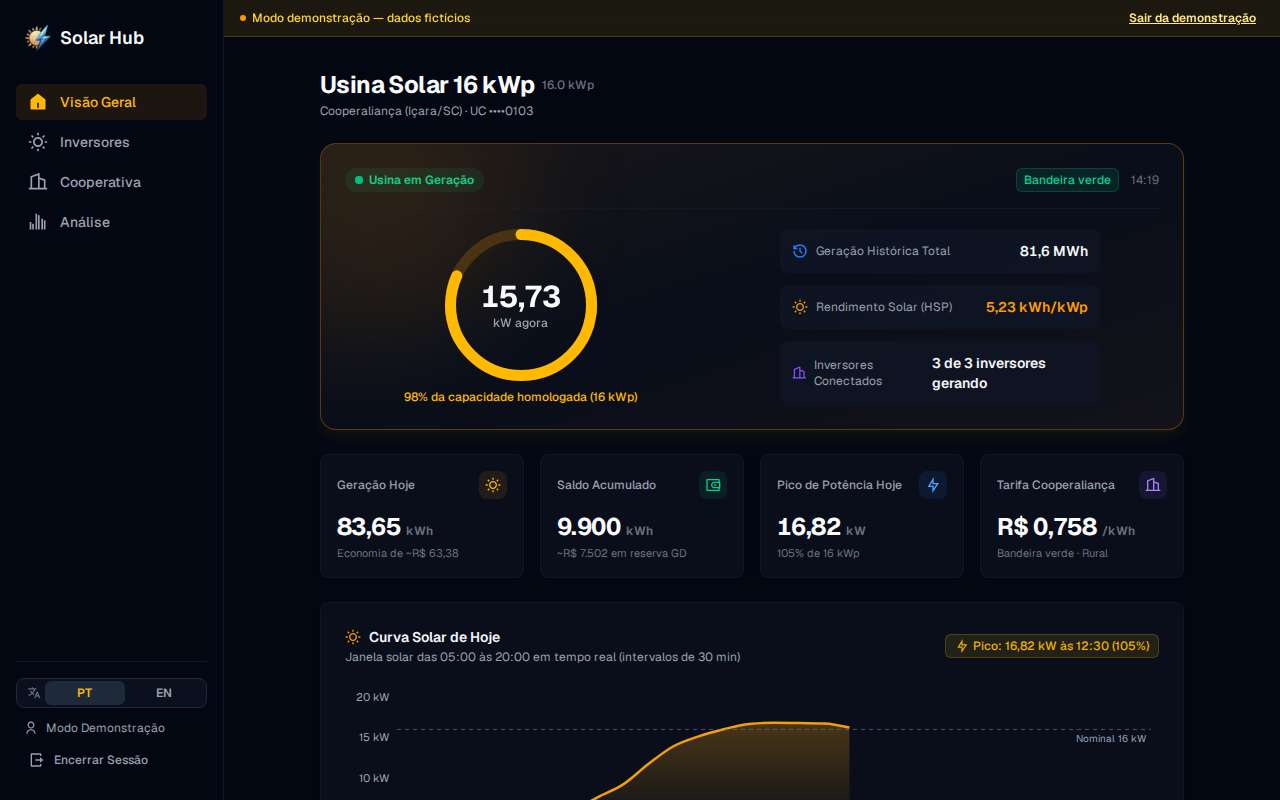 Solar Hub
Visão Geral
Inversores
Cooperativa
Análise
PT
EN
Modo Demonstração
Encerrar Sessão
Modo demonstração — dados fictícios
Sair da demonstração
Usina Solar 16 kWp 16.0 kWp
Cooperaliança (Içara/SC) · UC ••••0103
Usina em Geração
Bandeira verde 14:19
15,73
kW agora
98% da capacidade homologada (16 kWp)
Geração Histórica Total 81,6 MWh
Rendimento Solar (HSP) 5,23 kWh/kWp
Inversores
Conectados
3 de 3 inversores
gerando
Geração Hoje
83,65 kWh
Economia de ~R$ 63,38
Saldo Acumulado
9.900 kWh
~R$ 7.502 em reserva GD
Pico de Potência Hoje
16,82 kW
105% de 16 kWp
Tarifa Cooperaliança
R$ 0,758 /kWh
Bandeira verde · Rural
Curva Solar de Hoje
Janela solar das 05:00 às 20:00 em tempo real (intervalos de 30 min)
Pico: 16,82 kW às 12:30 (105%)
20 kW
15 kW
Nominal 16 kW
10 kW